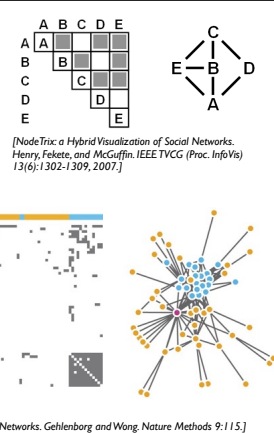 A B C D E
A A
B B
C C
D D
E E
C
E B D
A
[NodeTrix: a Hybrid Visualization of Social Networks.
Henry, Fekete, and McGuffin. IEEE TVCG (Proc. InfoVis)
13(6):1302-1309, 2007.]
Networks. Gehlenborg and Wong. Nature Methods 9:115.]